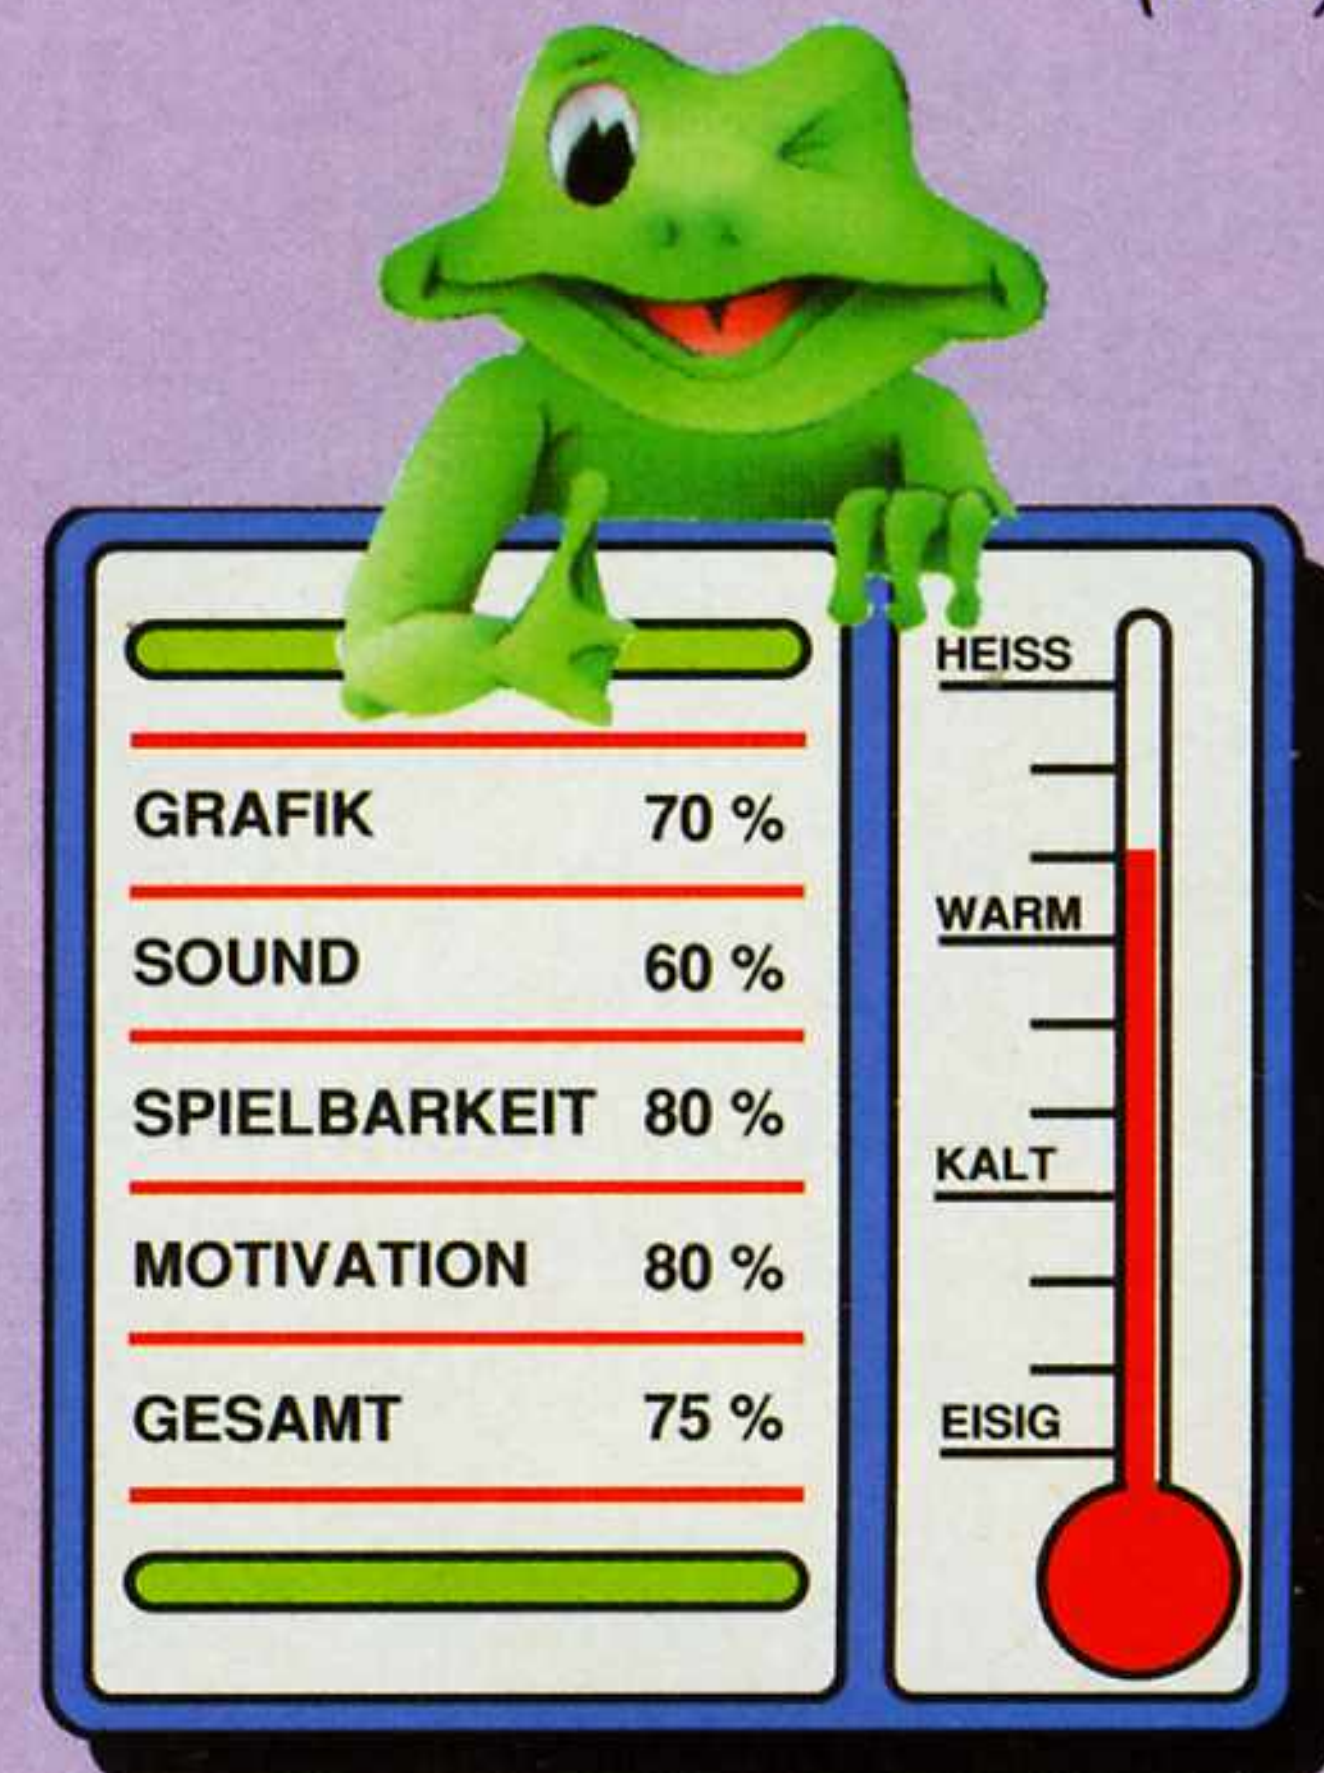 GRAFIK 70 %
SOUND 60 %
SPIELBARKEIT 80 %
MOTIVATION 80 %
GESAMT 75 %
HEISS
WARM
KALT
EISIG